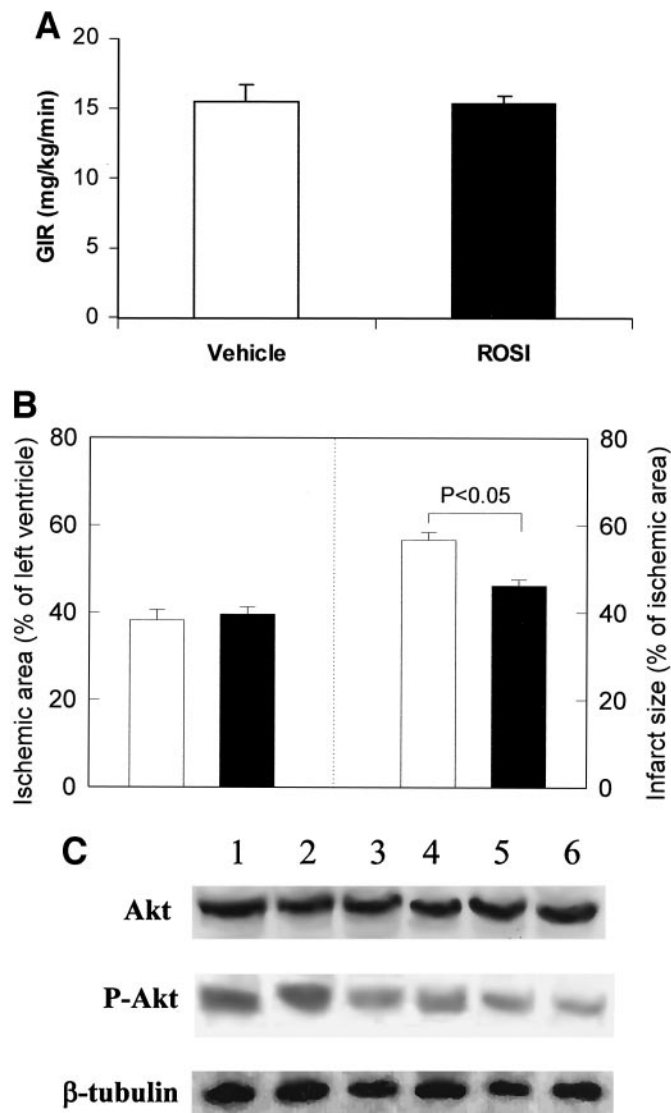 A
GIR (mg/kg/min)
20
15
10
5
0
Vehicle ROSI
B
Ischemic area (% of left ventricle)
80
60
40
20
0
P<0.05
80
60
40
20
0
Infarct size (% of ischemic area)
C
1 2 3 4 5 6
Akt
P-Akt
β-tubulin